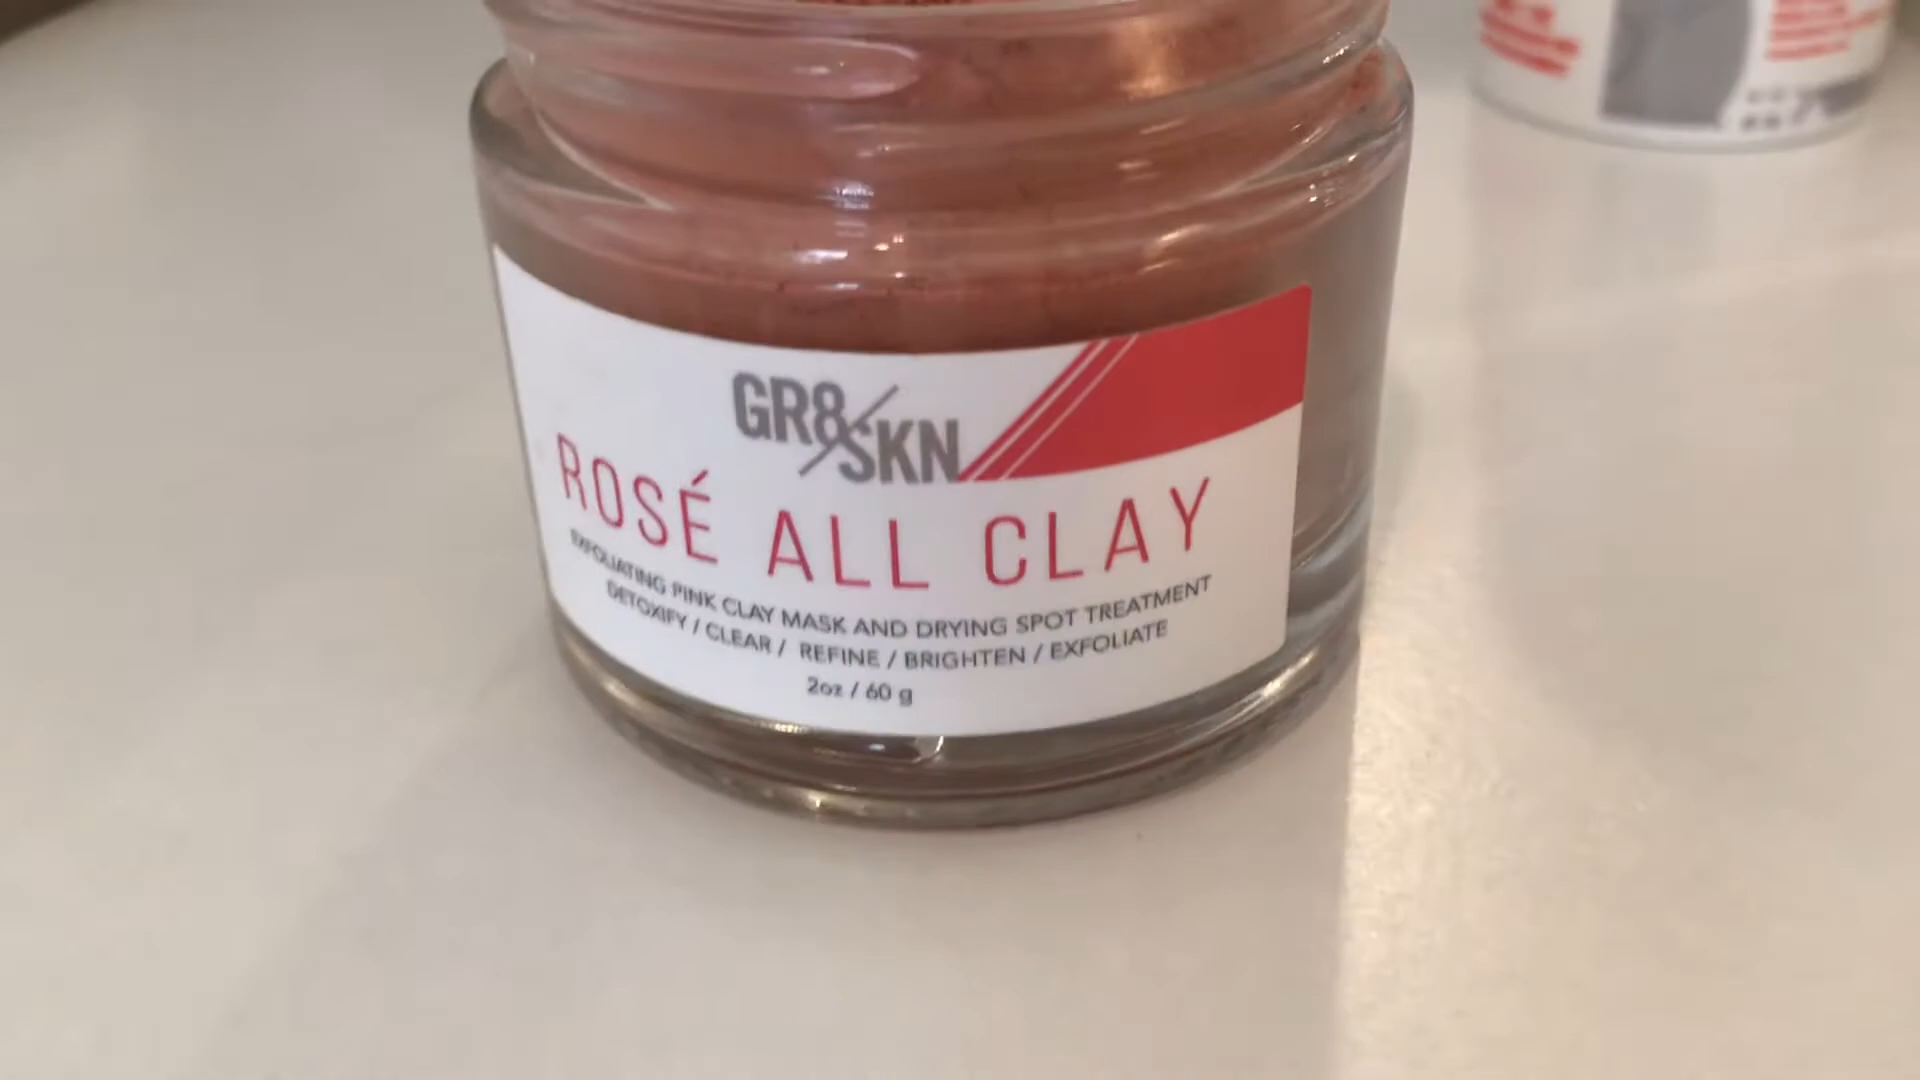 GR8/SKN
ROSÉ ALL CLAY
EXFOLIATING PINK CLAY MASK AND DRYING SPOT TREATMENT
DETOXIFY / CLEAR / REFINE / BRIGHTEN / EXFOLIATE
2oz / 60 g